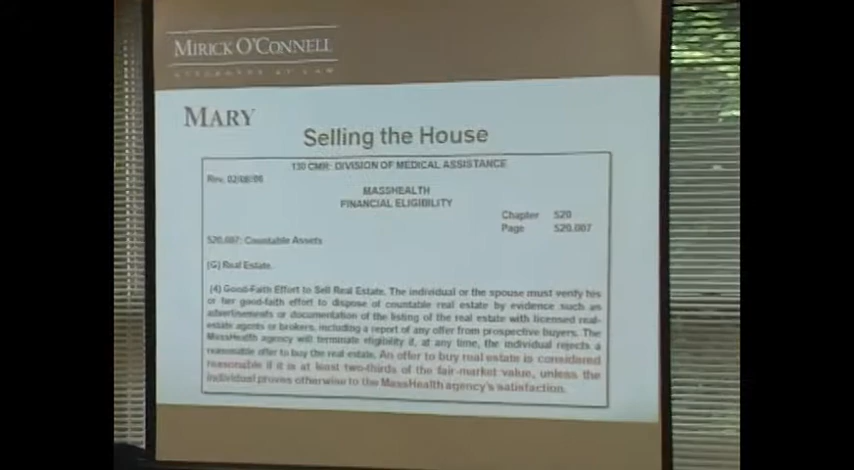 MIRICK O'CONNELL
ATTORNEYS AT LAW
MARY
Selling the House
130 CMR: DIVISION OF MEDICAL ASSISTANCE
Rev.
MASSHEALTH
FINANCIAL ELIGIBILITY
Chapter 520
Page 520.007
520.007: Countable Assets
(G) Real Estate.
(4) Good-Faith Effort to Sell Real Estate. The individual or the spouse must verify his
or her good-faith effort to dispose of countable real estate by evidence such as
advertisements or documentation of the listing of the real estate with licensed real-
estate agents or brokers, including a report of any offer from prospective buyers. The
MassHealth agency will terminate eligibility if, at any time, the individual rejects a
reasonable offer to buy the real estate. An offer to buy real estate is considered
reasonable if it is at least two-thirds of the fair-market value, unless the
individual proves otherwise to the MassHealth agency's satisfaction.